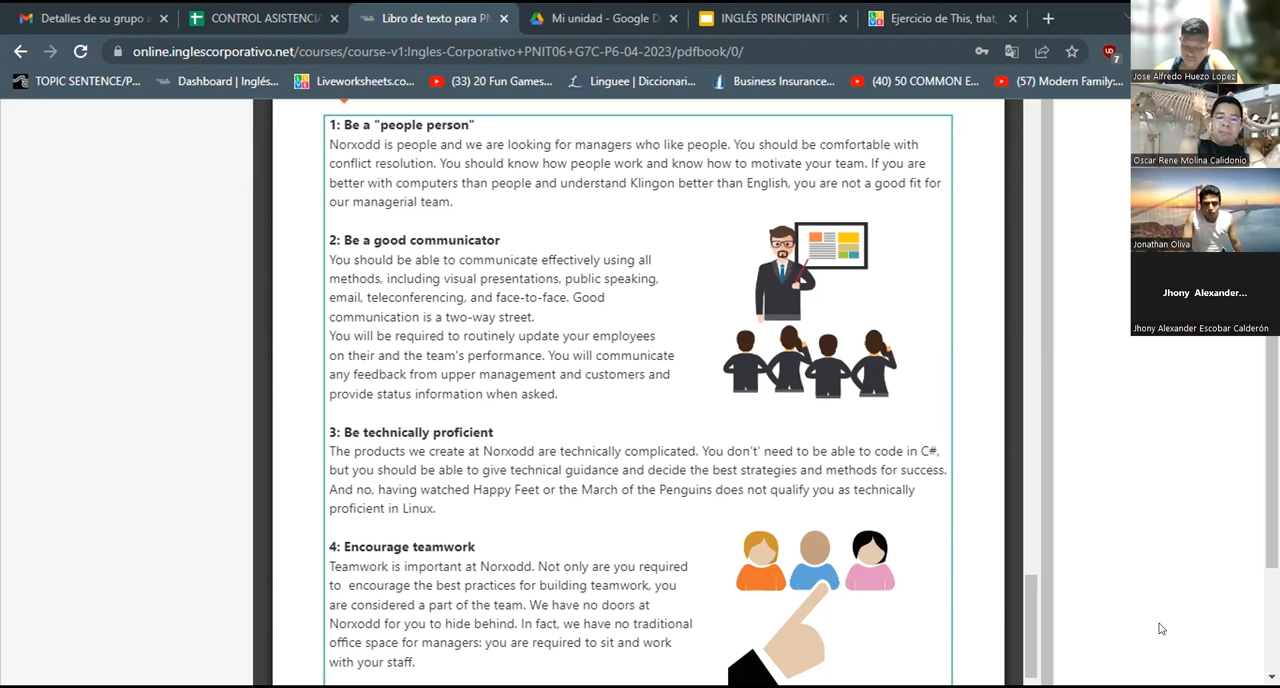 Detalles de su grupo a
CONTROL ASISTENCIA
Libro de texto para PN
Mi unidad - Google D
INGLÉS PRINCIPIANTE
Ejercicio de This, that,
online.inglescorporativo.net/courses/course-v1:Ingles-Corporativo+PNIT06+G7C-P6-04-2023/pdfbook/0/
7
TOPIC SENTENCE/P...
Dashboard | Inglés...
Liveworksheets.co...
(33) 20 Fun Games...
Linguee | Diccionari...
Business Insurance...
(40) 50 COMMON E...
(57) Modern Family:...
1: Be a "people person"
Norxodd is people and we are looking for managers who like people. You should be comfortable with
conflict resolution. You should know how people work and know how to motivate your team. If you are
better with computers than people and understand Klingon better than English, you are not a good fit for
our managerial team.
2: Be a good communicator
You should be able to communicate effectively using all
methods, including visual presentations, public speaking,
email, teleconferencing, and face-to-face. Good
communication is a two-way street.
You will be required to routinely update your employees
on their and the team's performance. You will communicate
any feedback from upper management and customers and
provide status information when asked.
3: Be technically proficient
The products we create at Norxodd are technically complicated. You don't' need to be able to code in C#,
but you should be able to give technical guidance and decide the best strategies and methods for success.
And no, having watched Happy Feet or the March of the Penguins does not qualify you as technically
proficient in Linux.
4: Encourage teamwork
Teamwork is important at Norxodd. Not only are you required
to encourage the best practices for building teamwork, you
are considered a part of the team. We have no doors at
Norxodd for you to hide behind. In fact, we have no traditional
office space for managers: you are required to sit and work
with your staff.
Jose Alfredo Huezo Lopez
Oscar Rene Molina Calidonio
Jonathan Oliva
Jhony Alexander...
Jhony Alexander Escobar Calderón